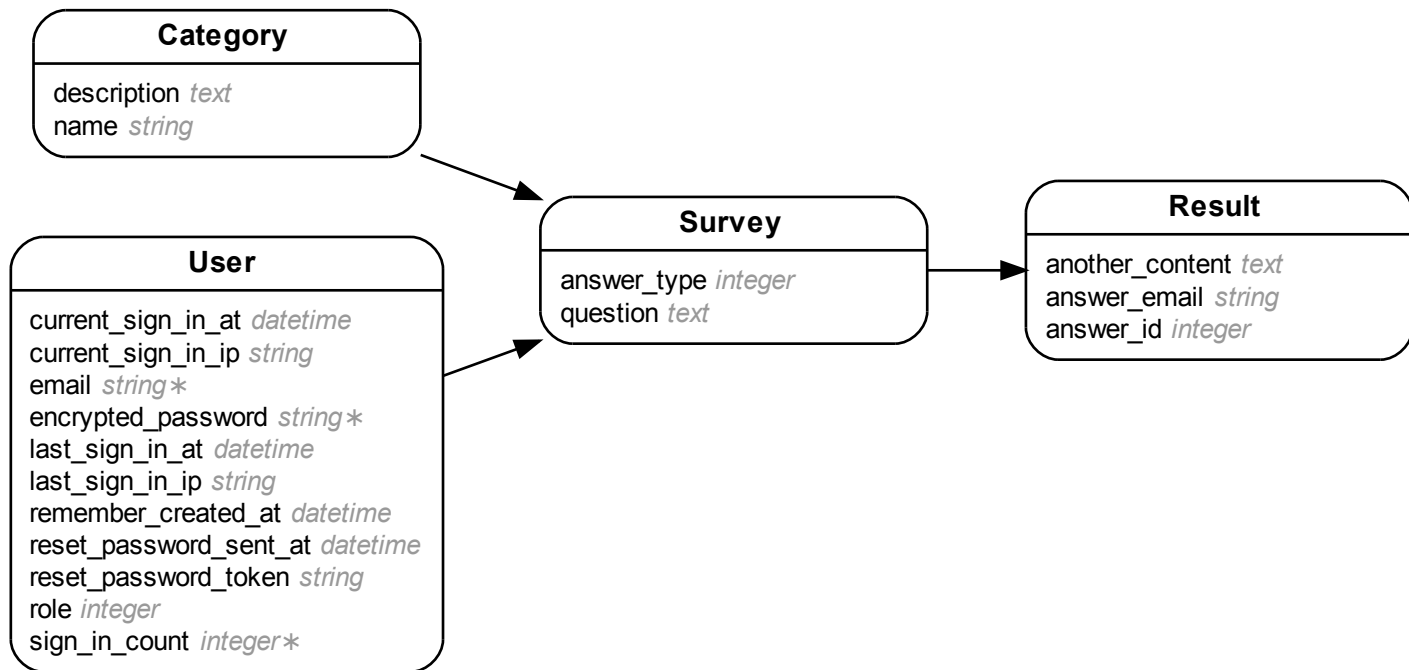 Category
description text
name string
User
current_sign_in_at datetime
current_sign_in_ip string
email string∗
encrypted_password string∗
last_sign_in_at datetime
last_sign_in_ip string
remember_created_at datetime
reset_password_sent_at datetime
reset_password_token string
role integer
sign_in_count integer∗
Survey
answer_type integer
question text
Result
another_content text
answer_email string
answer_id integer